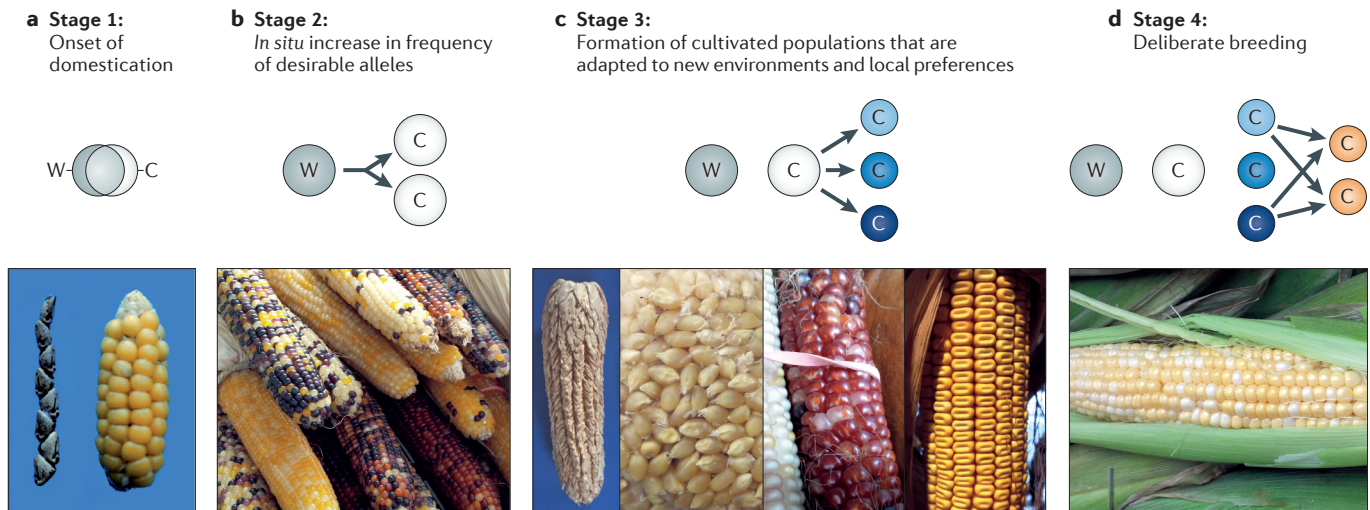 a Stage 1:
Onset of
domestication
W
C
b Stage 2:
In situ increase in frequency
of desirable alleles
W
C
C
c Stage 3:
Formation of cultivated populations that are
adapted to new environments and local preferences
W
C
C
C
C
d Stage 4:
Deliberate breeding
W
C
C
C
C
C
C